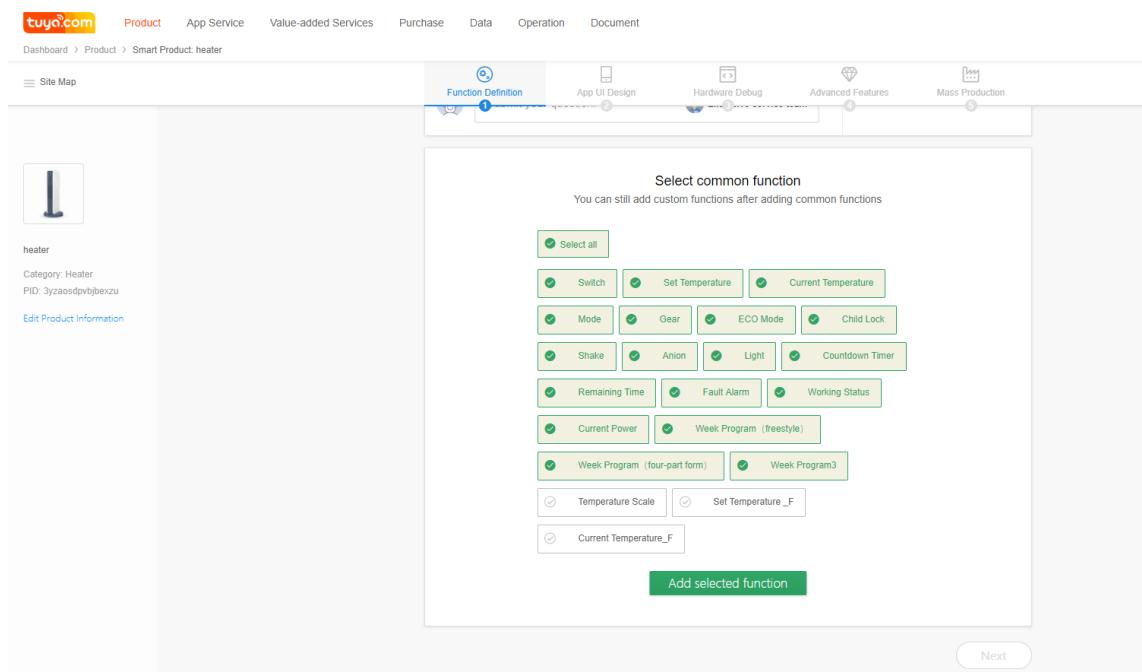 tuya.com Product App Service Value-added Services Purchase Data Operation Document
Dashboard > Product > Smart Product: heater
Site Map
Function Definition App UI Design Hardware Debug Advanced Features Mass Production
1 2 3 4 5
Select common function
You can still add custom functions after adding common functions
Select all
heater
Category: Heater
PID: 3yzaosdpvbjbexzu
Edit Product Information
Switch Set Temperature Current Temperature
Mode Gear ECO Mode Child Lock
Shake Anion Light Countdown Timer
Remaining Time Fault Alarm Working Status
Current Power Week Program（freestyle）
Week Program（four-part form） Week Program3
Temperature Scale Set Temperature _F
Current Temperature_F
Add selected function
Next